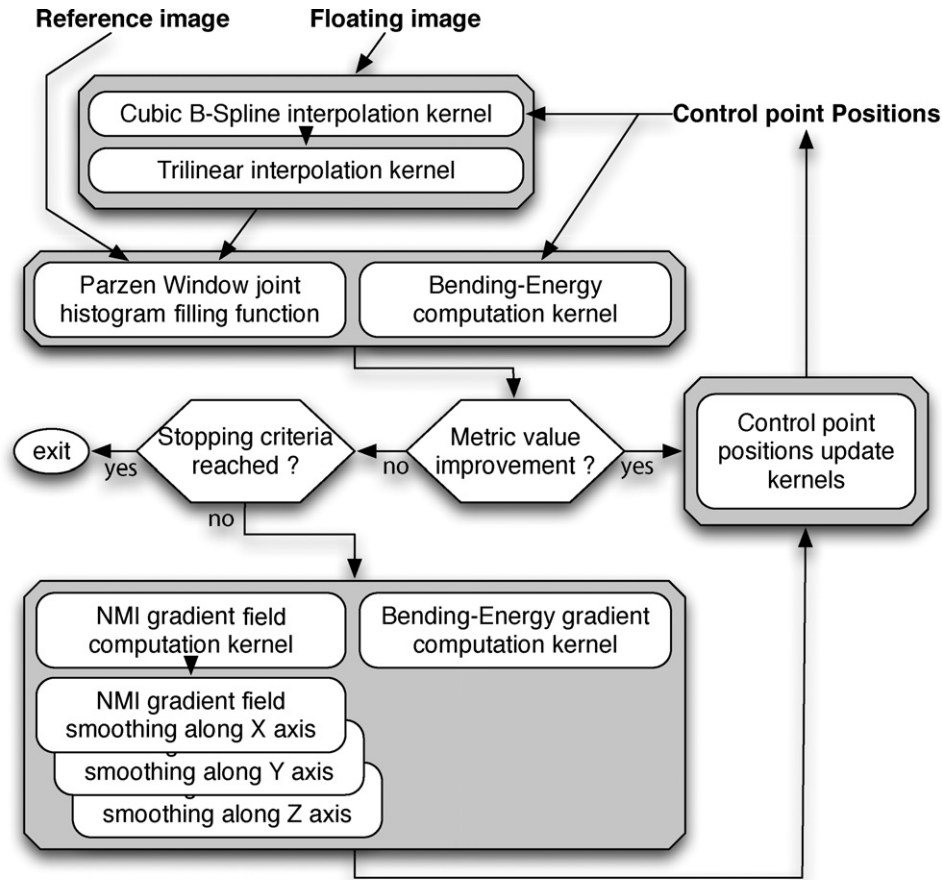 Reference image
Floating image
Cubic B-Spline interpolation kernel
Trilinear interpolation kernel
Control point Positions
Parzen Window joint
histogram filling function
Bending-Energy
computation kernel
exit
yes
Stopping criteria
reached ?
no
Metric value
improvement ?
yes
Control point
positions update
kernels
no
NMI gradient field
computation kernel
Bending-Energy gradient
computation kernel
NMI gradient field
smoothing along X axis
smoothing along Y axis
smoothing along Z axis